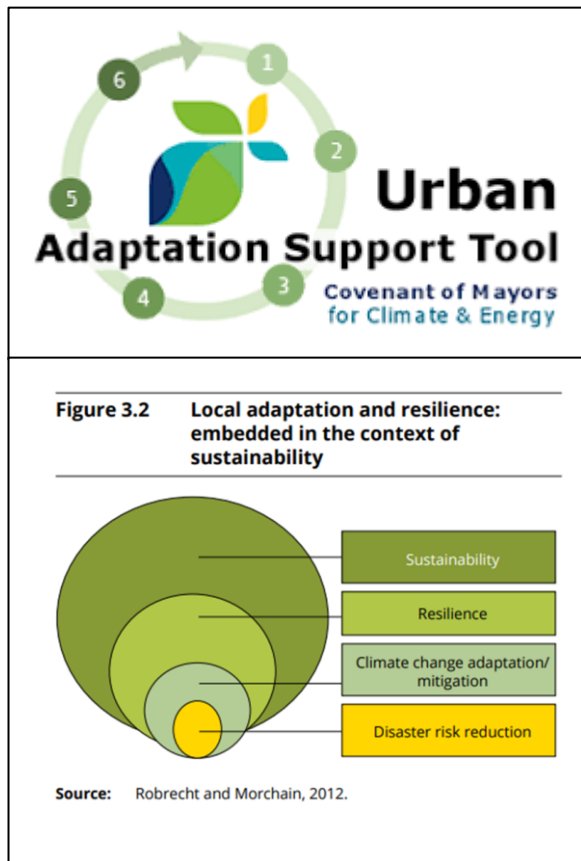 1
2
3
4
5
6
Urban
Adaptation Support Tool
Covenant of Mayors
for Climate & Energy
Figure 3.2 Local adaptation and resilience:
embedded in the context of
sustainability
Sustainability
Resilience
Climate change adaptation/
mitigation
Disaster risk reduction
Source: Robrecht and Morchain, 2012.